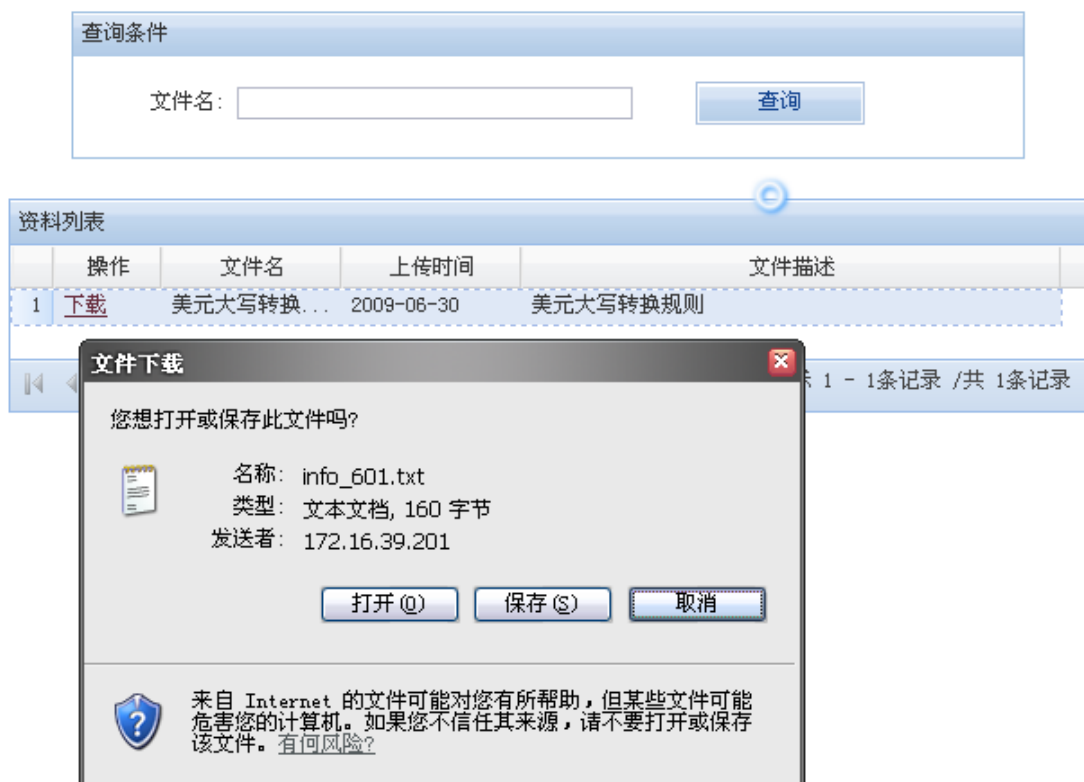 查询条件
文件名:
查询
资料列表
操作 文件名 上传时间 文件描述
1 下载 美元大写转换... 2009-06-30 美元大写转换规则
1 - 1条记录 /共 1条记录
文件下载
您想打开或保存此文件吗?
名称: info_601.txt
类型: 文本文档, 160 字节
发送者: 172.16.39.201
打开(O) 保存(S) 取消
来自 Internet 的文件可能对您有所帮助，但某些文件可能
危害您的计算机。如果您不信任其来源，请不要打开或保存
该文件。有何风险?